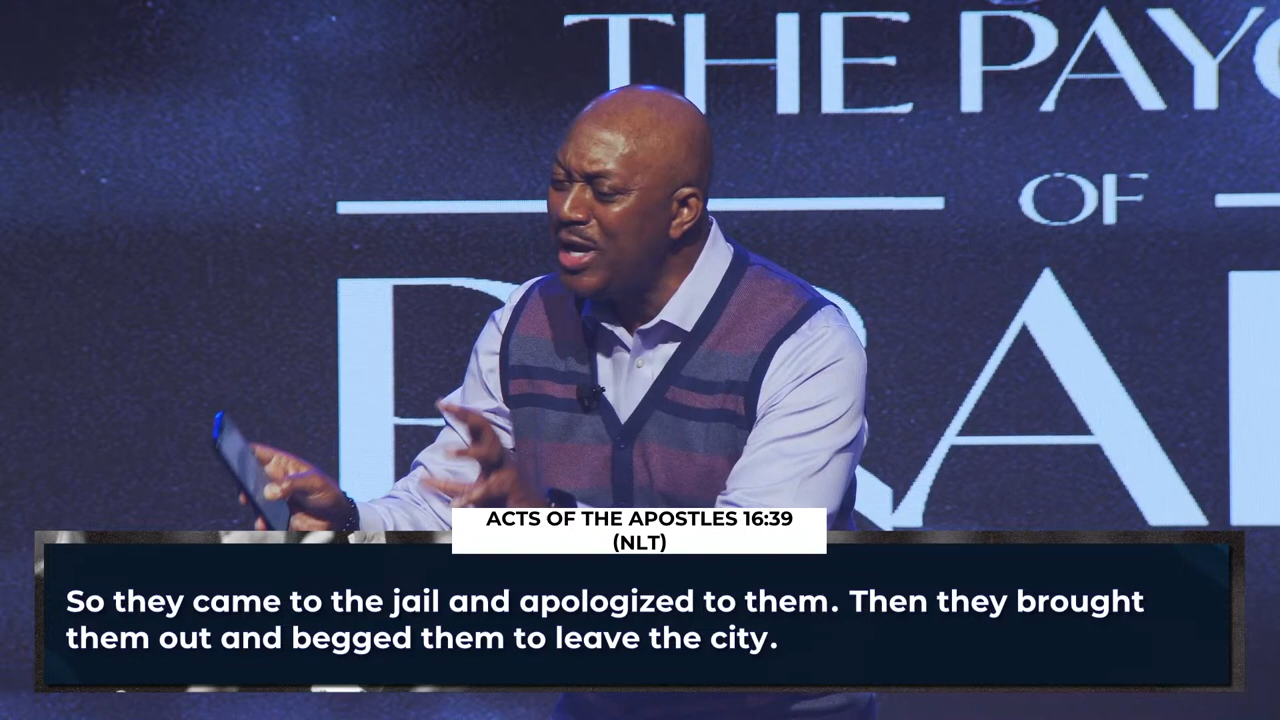 THE PAY
OF
ACTS OF THE APOSTLES 16:39
(NLT)
So they came to the jail and apologized to them. Then they brought
them out and begged them to leave the city.